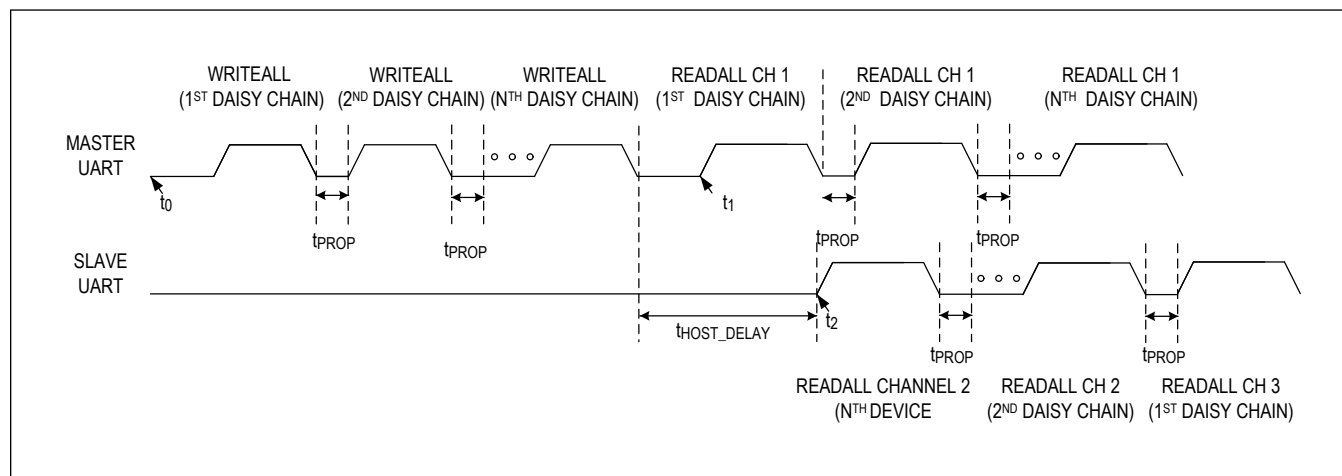 WRITEALL
(1ST DAISY CHAIN)
WRITEALL
(2ND DAISY CHAIN)
WRITEALL
(NTH DAISY CHAIN)
READALL CH 1
(1ST DAISY CHAIN)
READALL CH 1
(2ND DAISY CHAIN)
READALL CH 1
(NTH DAISY CHAIN)
MASTER
UART
t0
tPROP
tPROP
t1
tPROP
tPROP
SLAVE
UART
tHOST_DELAY
t2
tPROP
tPROP
READALL CHANNEL 2
(NTH DEVICE
READALL CH 2
(2ND DAISY CHAIN)
READALL CH 3
(1ST DAISY CHAIN)